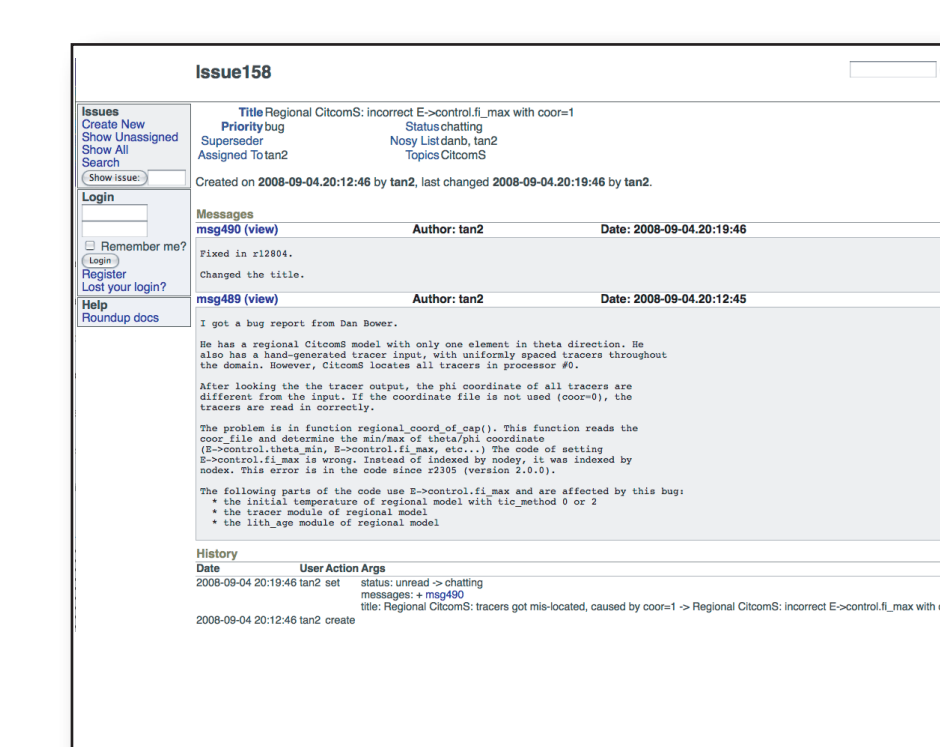 Issue158
Issues
Create New
Show Unassigned
Show All
Search
Show issue:
Login
Remember me?
Login
Register
Lost your login?
Help
Roundup docs
Title Regional CitcomS: incorrect E->control.fi_max with coor=1
Priority bug Status chatting
Superseder Nosy List danb, tan2
Assigned To tan2 Topics CitcomS
Created on 2008-09-04.20:12:46 by tan2, last changed 2008-09-04.20:19:46 by tan2.
Messages
msg490 (view) Author: tan2 Date: 2008-09-04.20:19:46
Fixed in r12804.
Changed the title.
msg489 (view) Author: tan2 Date: 2008-09-04.20:12:45
I got a bug report from Dan Bower.
He has a regional CitcomS model with only one element in theta direction. He
also has a hand-generated tracer input, with uniformly spaced tracers throughout
the domain. However, CitcomS locates all tracers in processor #0.
After looking the the tracer output, the phi coordinate of all tracers are
different from the input. If the coordinate file is not used (coor=0), the
tracers are read in correctly.
The problem is in function regional_coord_of_cap(). This function reads the
coor_file and determine the min/max of theta/phi coordinate
(E->control.theta_min, E->control.fi_max, etc...) The code of setting
E->control.fi_max is wrong. Instead of indexed by nodey, it was indexed by
nodex. This error is in the code since r2305 (version 2.0.0).
The following parts of the code use E->control.fi_max and are affected by this bug:
* the initial temperature of regional model with tic_method 0 or 2
* the tracer module of regional model
* the lith_age module of regional model
History
Date User Action Args
2008-09-04 20:19:46 tan2 set status: unread -> chatting
messages: + msg490
title: Regional CitcomS: tracers got mis-located, caused by coor=1 -> Regional CitcomS: incorrect E->control.fi_max with
2008-09-04 20:12:46 tan2 create